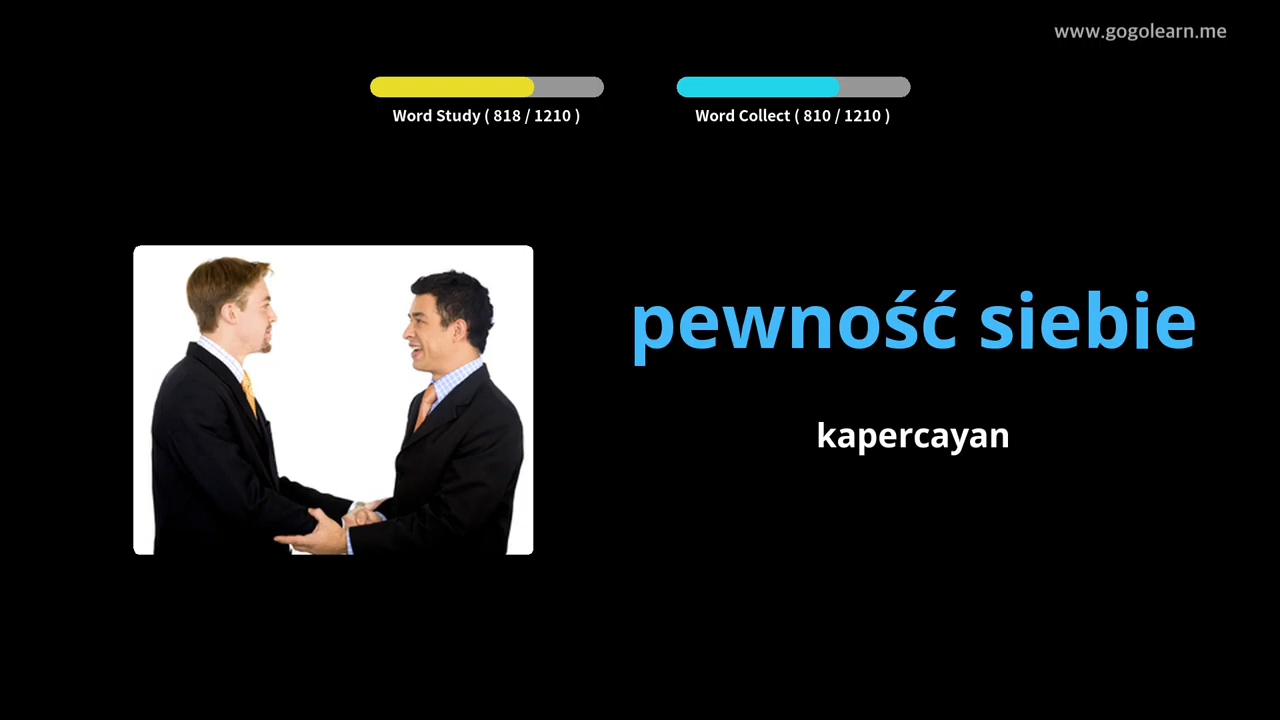 www.gogolearn.me
Word Study ( 818 / 1210 )
Word Collect ( 810 / 1210 )
pewność siebie
kapercayan